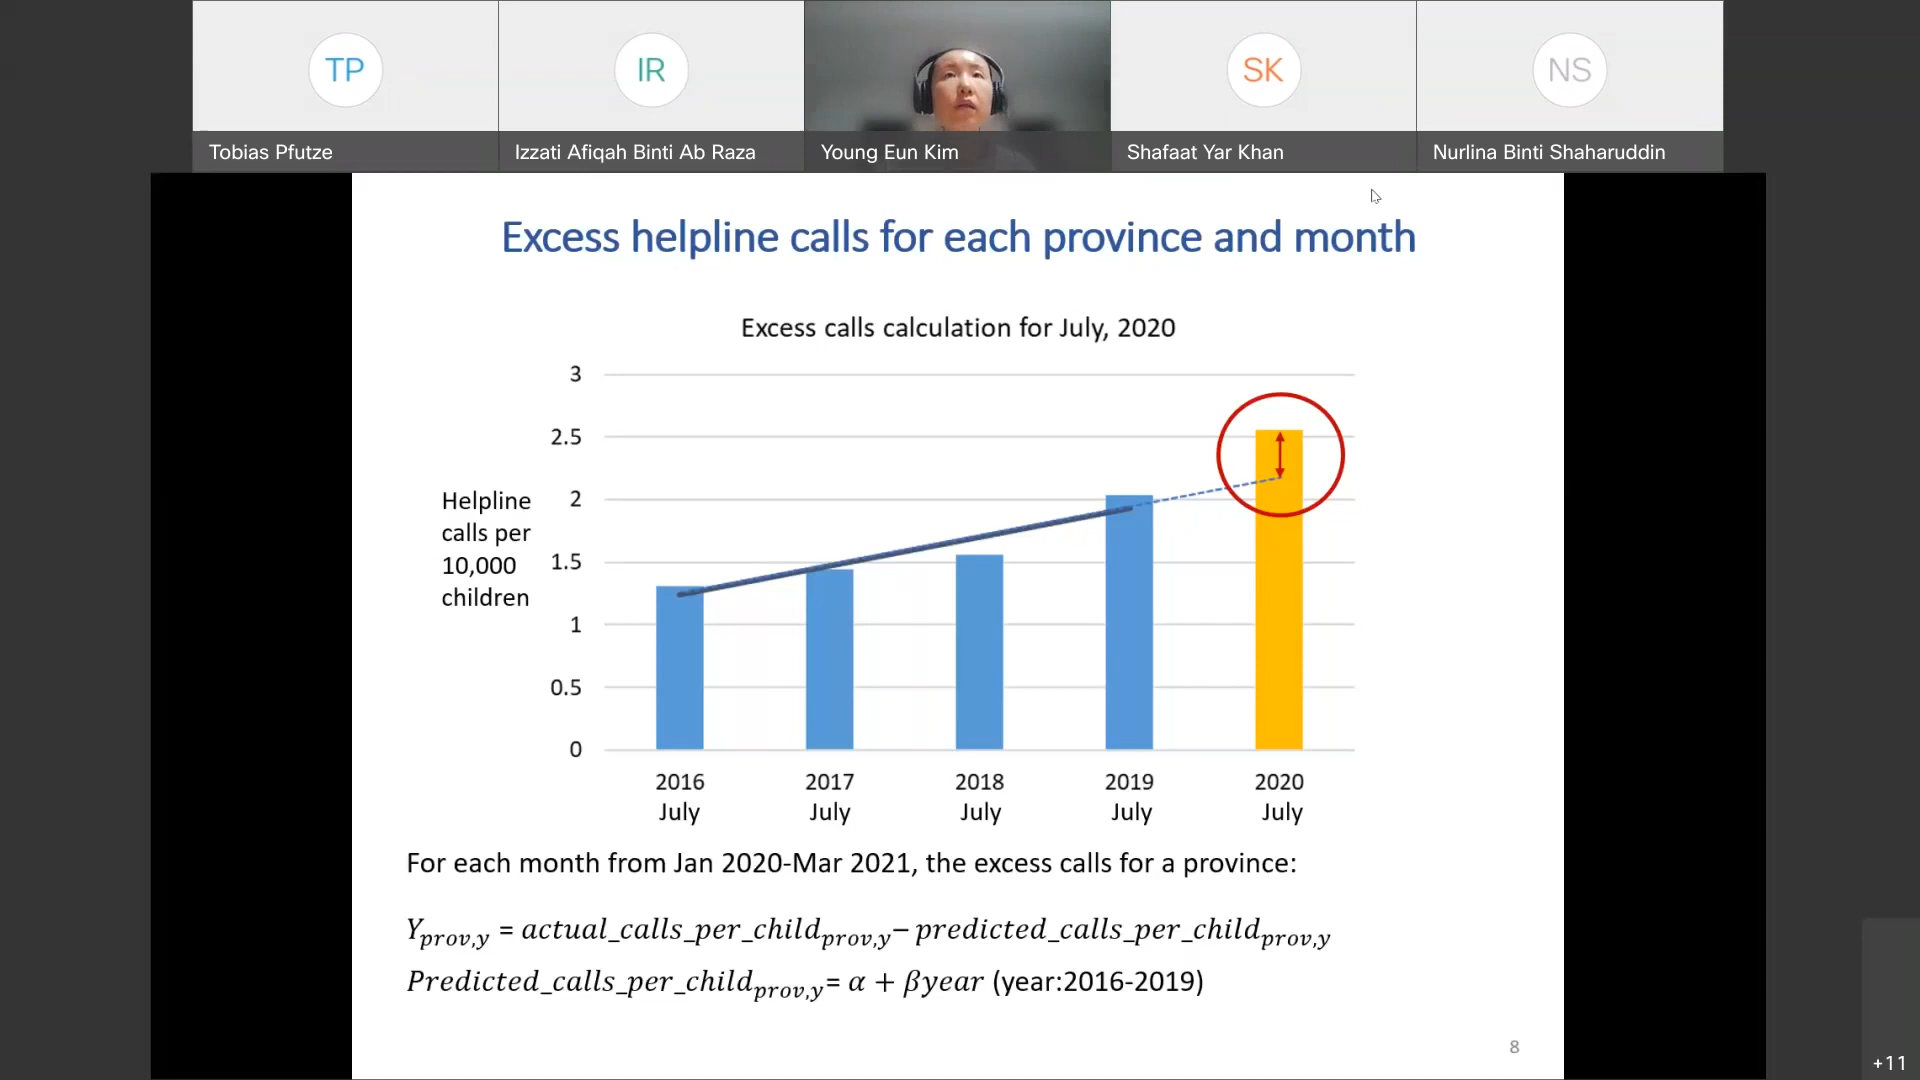 TP
IR
SK
NS
Tobias Pfutze
Izzati Afiqah Binti Ab Raza
Young Eun Kim
Shafaat Yar Khan
Nurlina Binti Shaharuddin
Excess helpline calls for each province and month
Excess calls calculation for July, 2020
Helpline
calls per
10,000
children
3
2.5
2
1.5
1
0.5
0
2016 2017 2018 2019 2020
July July July July July
For each month from Jan 2020-Mar 2021, the excess calls for a province:
Y_prov,y = actual_calls_per_child_prov,y – predicted_calls_per_child_prov,y
Predicted_calls_per_child_prov,y = α + βyear (year:2016-2019)
8
+11